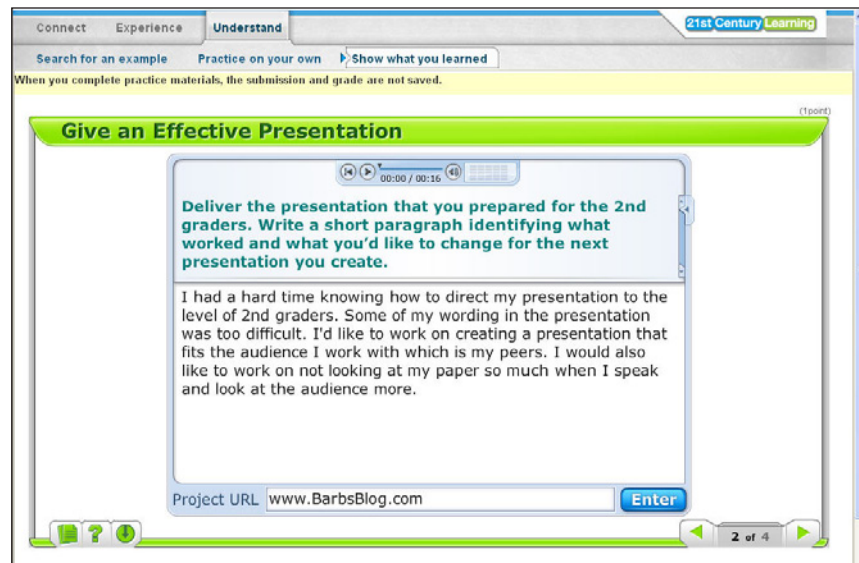 Connect Experience Understand
21st Century Learning
Search for an example Practice on your own Show what you learned
When you complete practice materials, the submission and grade are not saved.
(1point)
Give an Effective Presentation
00:00 / 00:16
Deliver the presentation that you prepared for the 2nd
graders. Write a short paragraph identifying what
worked and what you'd like to change for the next
presentation you create.
I had a hard time knowing how to direct my presentation to the
level of 2nd graders. Some of my wording in the presentation
was too difficult. I'd like to work on creating a presentation that
fits the audience I work with which is my peers. I would also
like to work on not looking at my paper so much when I speak
and look at the audience more.
Project URL www.BarbsBlog.com Enter
? 2 of 4